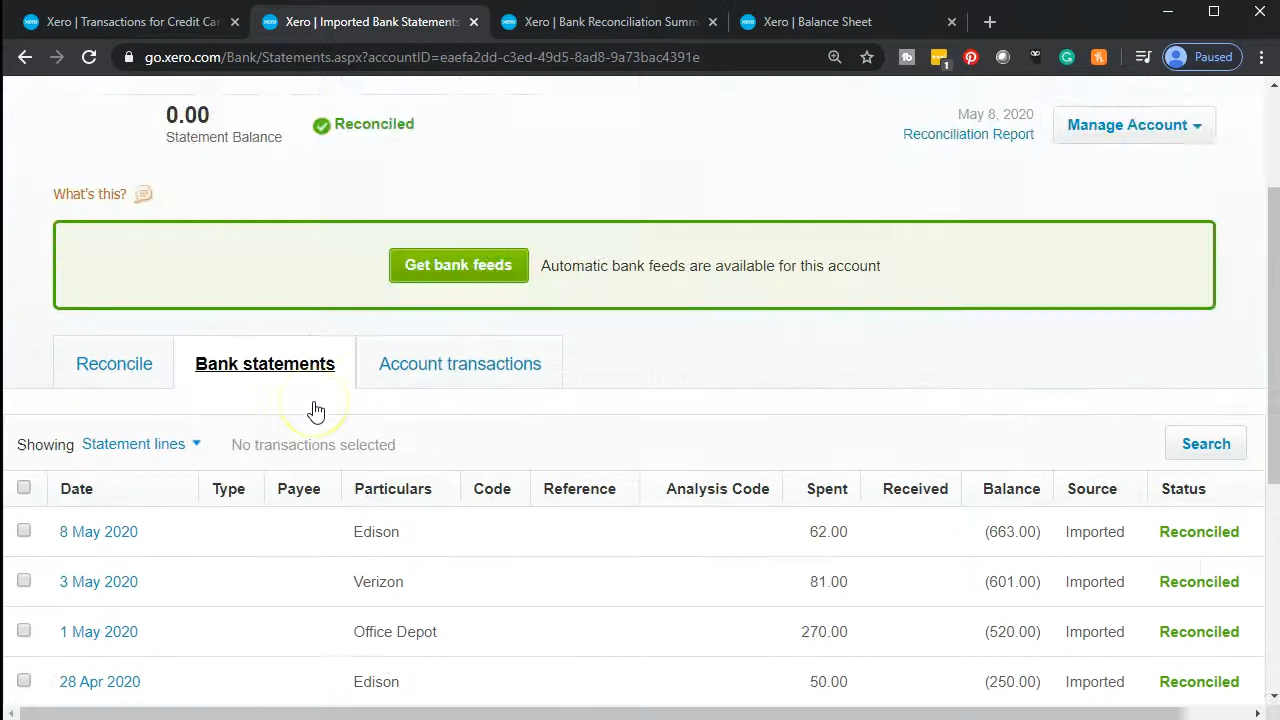 Xero | Transactions for Credit Car
Xero | Imported Bank Statements
Xero | Bank Reconciliation Summ
Xero | Balance Sheet
go.xero.com/Bank/Statements.aspx?accountID=eaefa2dd-c3ed-49d5-8ad8-9a73bac4391e
1
Paused
0.00
Statement Balance
Reconciled
May 8, 2020
Reconciliation Report
Manage Account
What's this?
Get bank feeds Automatic bank feeds are available for this account
Reconcile Bank statements Account transactions
Showing Statement lines No transactions selected Search
Date Type Payee Particulars Code Reference Analysis Code Spent Received Balance Source Status
8 May 2020 Edison 62.00 (663.00) Imported Reconciled
3 May 2020 Verizon 81.00 (601.00) Imported Reconciled
1 May 2020 Office Depot 270.00 (520.00) Imported Reconciled
28 Apr 2020 Edison 50.00 (250.00) Imported Reconciled